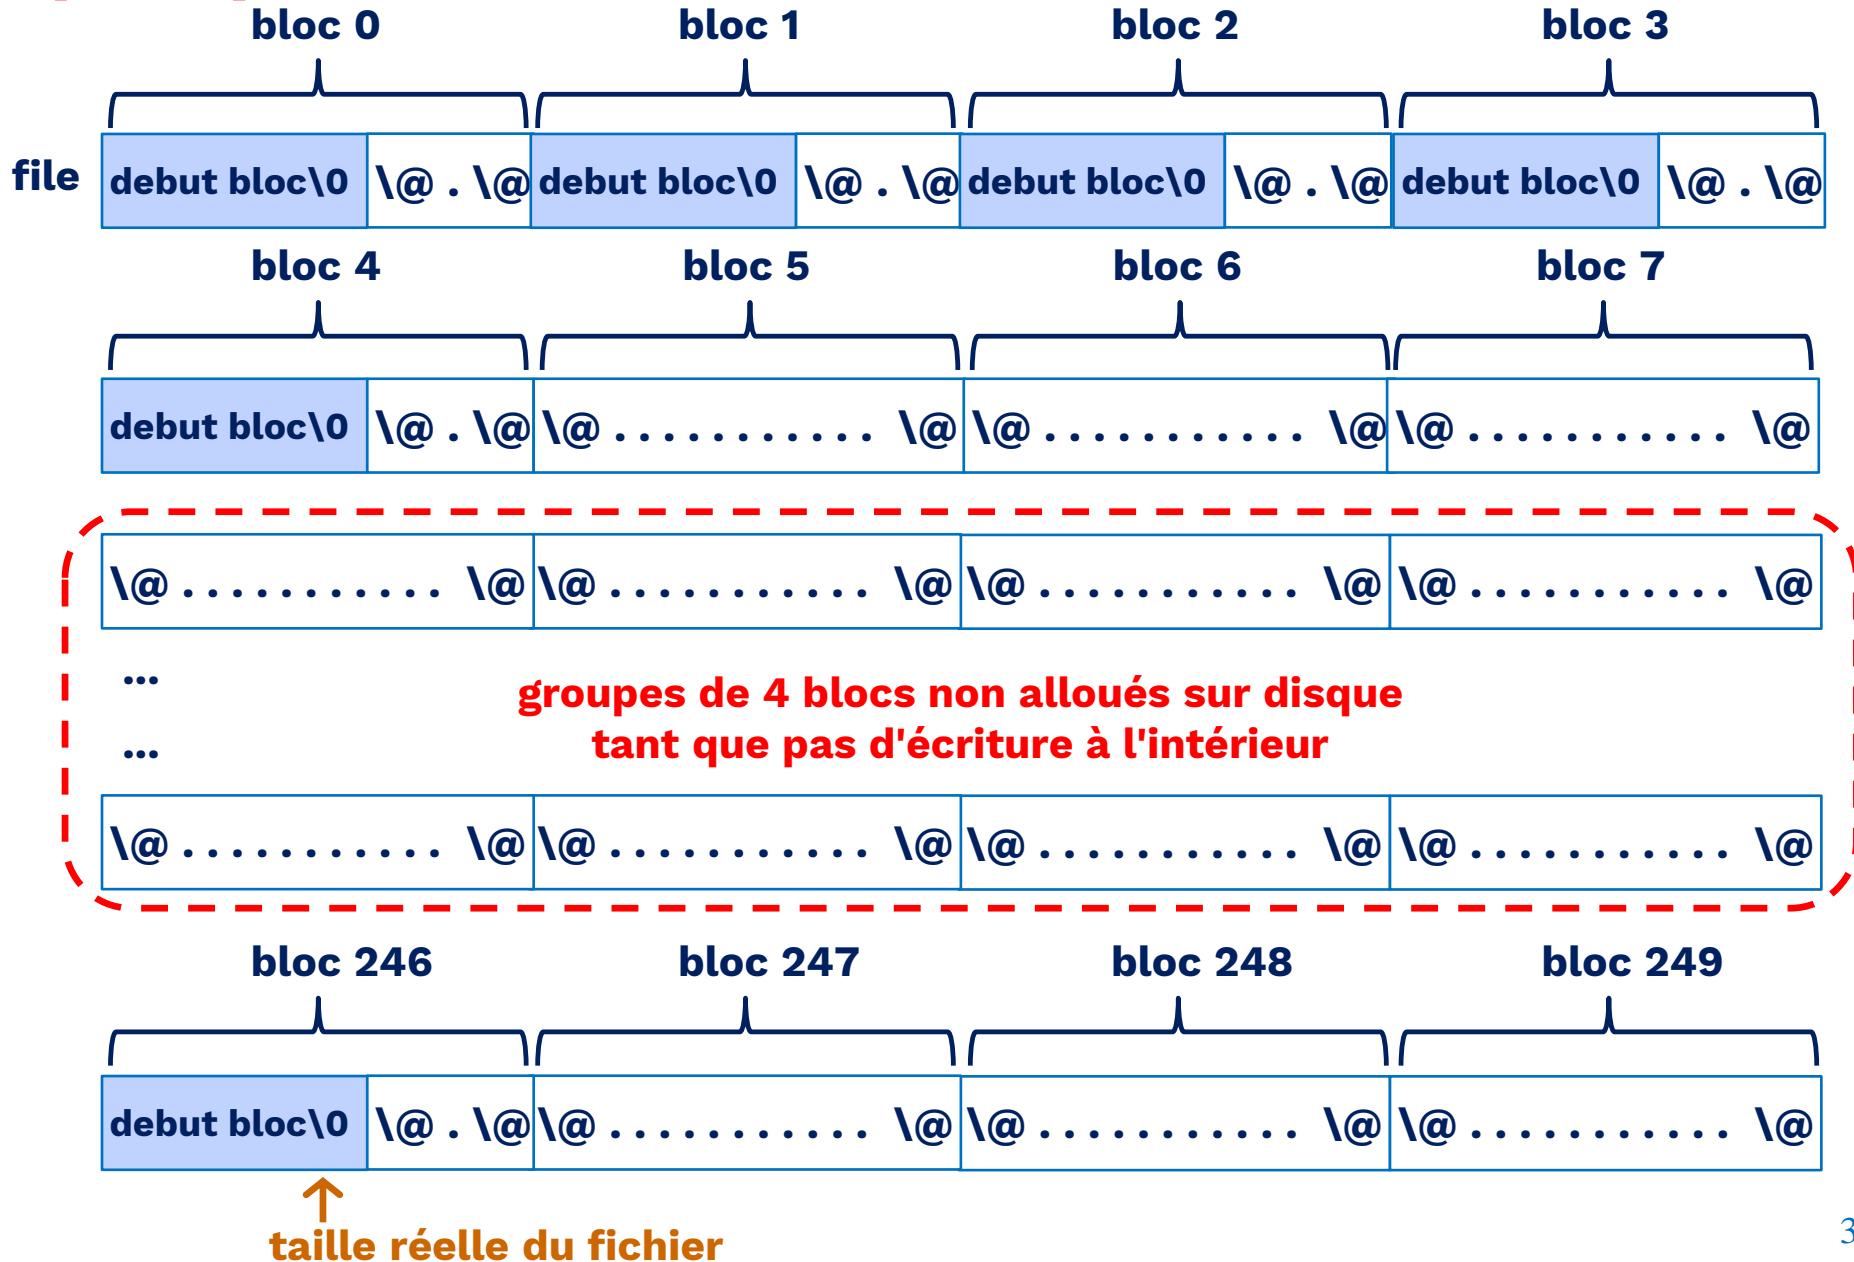 bloc 0 bloc 1 bloc 2 bloc 3
file debut bloc\0 \@ . \@ debut bloc\0 \@ . \@ debut bloc\0 \@ . \@ debut bloc\0 \@ . \@
bloc 4 bloc 5 bloc 6 bloc 7
debut bloc\0 \@ . \@ \@ . . . . . . . . . . . \@ \@ . . . . . . . . . . . \@ \@ . . . . . . . . . . . \@
\@ . . . . . . . . . . . \@ \@ . . . . . . . . . . . \@ \@ . . . . . . . . . . . \@ \@ . . . . . . . . . . . \@
...
groupes de 4 blocs non alloués sur disque
tant que pas d'écriture à l'intérieur
...
\@ . . . . . . . . . . . \@ \@ . . . . . . . . . . . \@ \@ . . . . . . . . . . . \@ \@ . . . . . . . . . . . \@
bloc 246 bloc 247 bloc 248 bloc 249
debut bloc\0 \@ . \@ \@ . . . . . . . . . . . \@ \@ . . . . . . . . . . . \@ \@ . . . . . . . . . . . \@
taille réelle du fichier
3